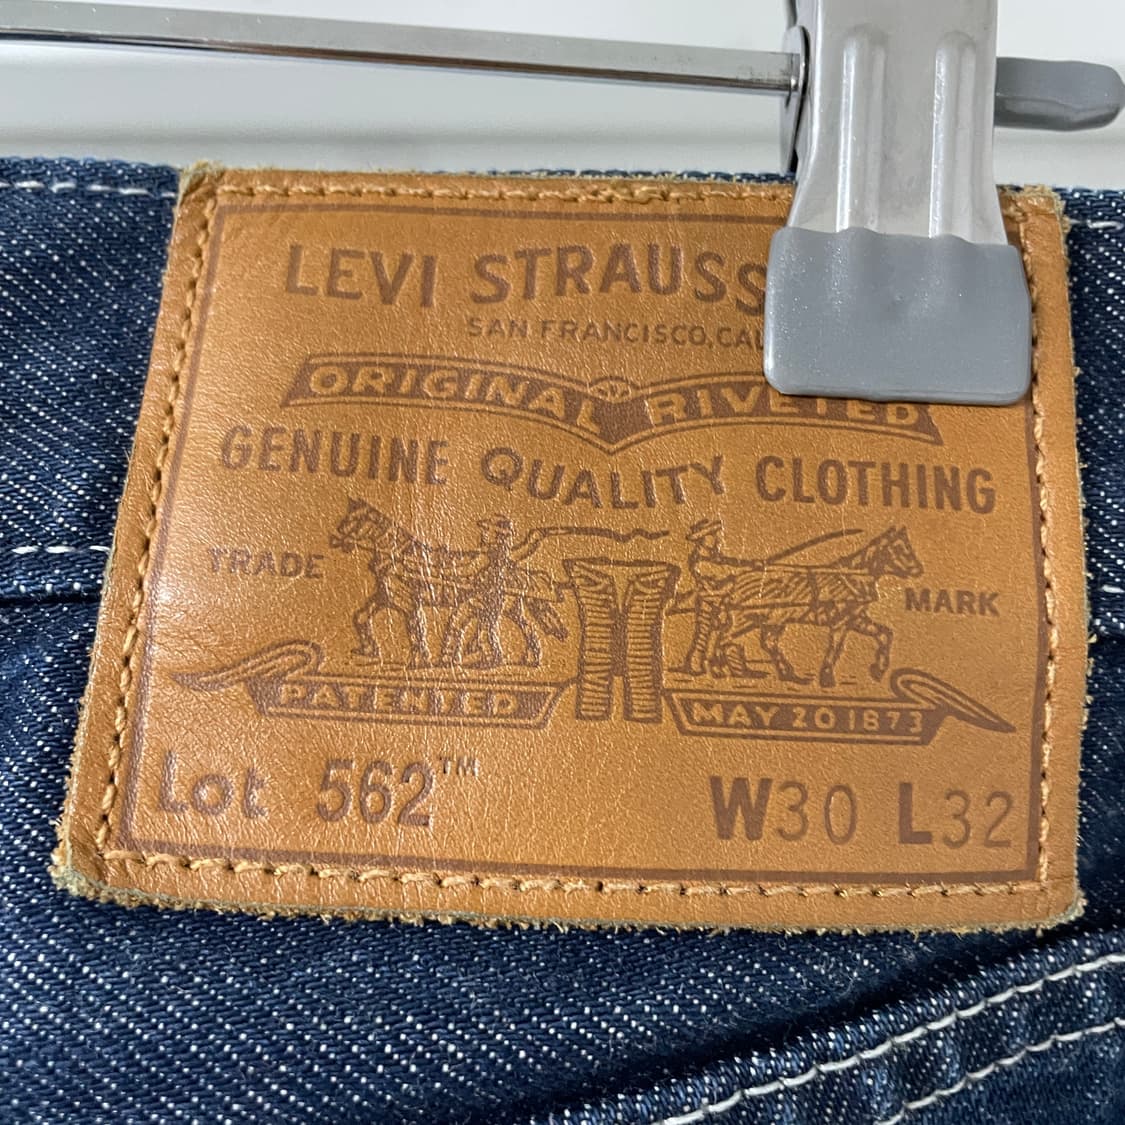 LEVI STRAUSS
SAN FRANCISCO, CAL
ORIGINAL RIVETED
GENUINE QUALITY CLOTHING
TRADE MARK
PATENTED MAY 20 1873
Lot 562™ W30 L32